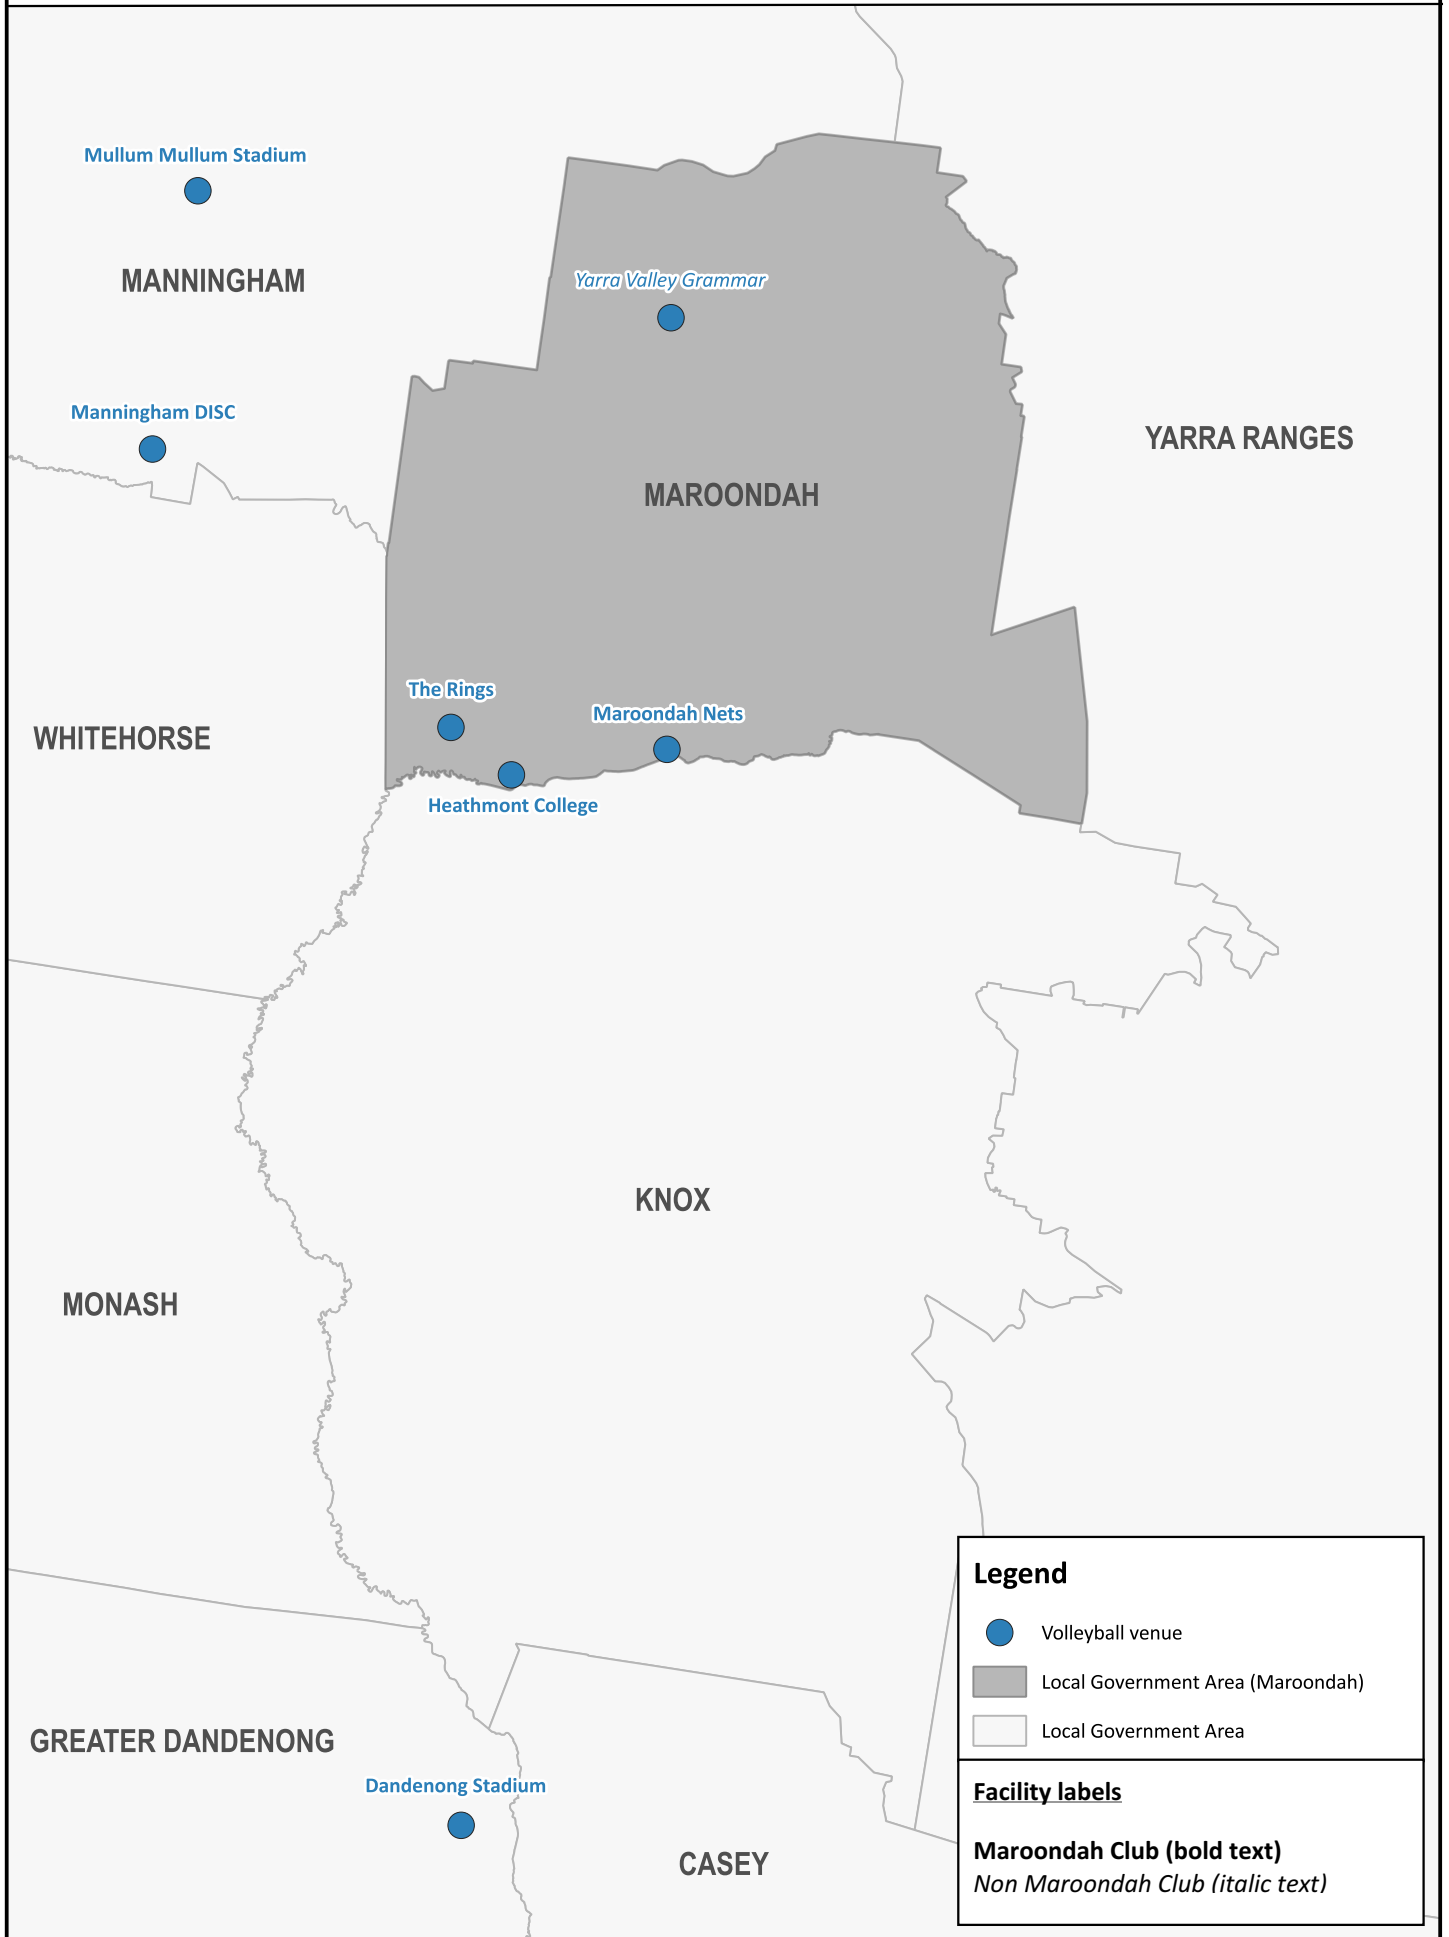 Mullum Mullum Stadium
MANNINGHAM
Yarra Valley Grammar
Manningham DISC
YARRA RANGES
MAROONDAH
The Rings
Maroondah Nets
WHITEHORSE
Heathmont College
KNOX
MONASH
GREATER DANDENONG
Dandenong Stadium
CASEY
Legend
Volleyball venue
Local Government Area (Maroondah)
Local Government Area
Facility labels
Maroondah Club (bold text)
Non Maroondah Club (italic text)